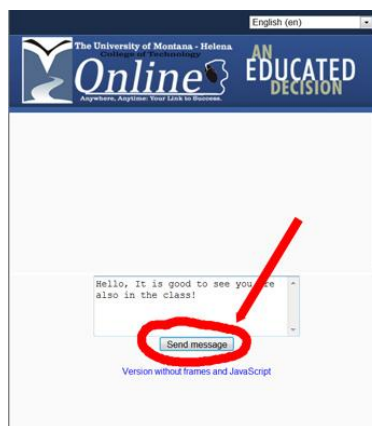 English (en)
The University of Montana - Helena
College of Technology
Online
Anywhere, Anytime: Your Link to Success.
AN
EDUCATED
DECISION
Hello, It is good to see you are
also in the class!
Send message
Version without frames and JavaScript